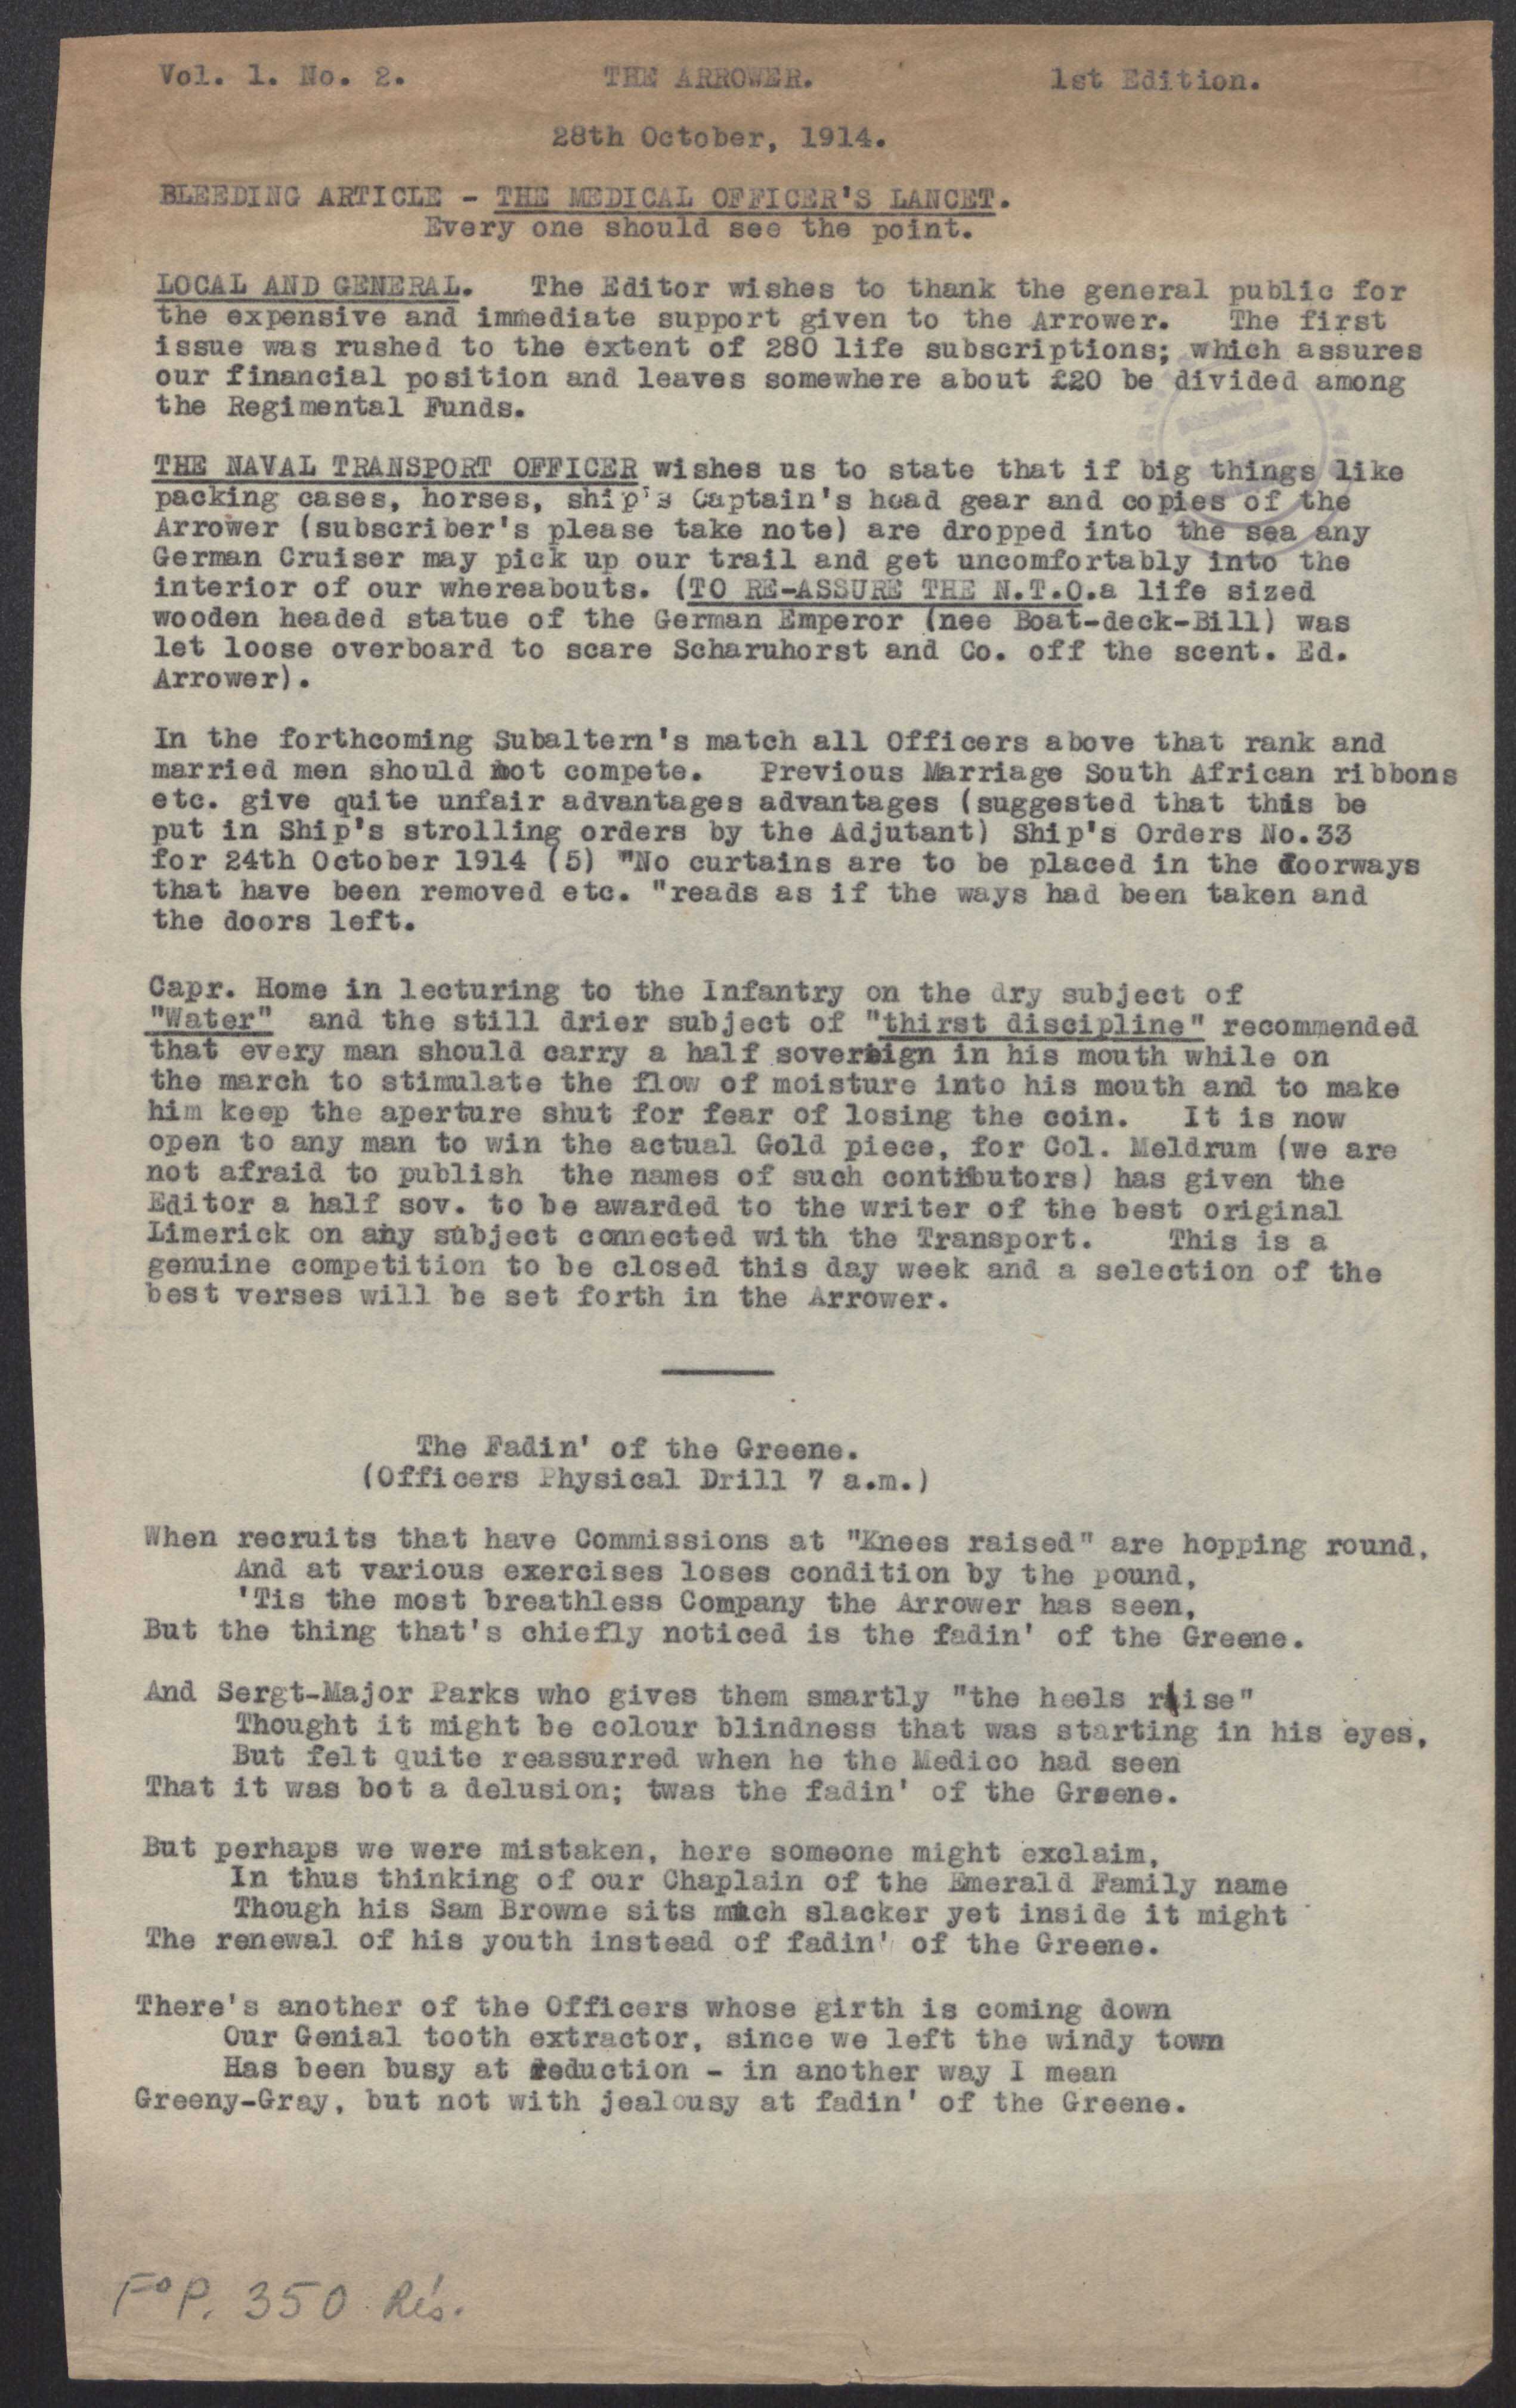 Vol. 1. No. 2. THE ARROWER. 1st Edition.
28th October, 1914.
BLEEDING ARTICLE - THE MEDICAL OFFICER'S LANCET.
Every one should see the point.
LOCAL AND GENERAL. The Editor wishes to thank the general public for
the expensive and immediate support given to the Arrower. The first
issue was rushed to the extent of 280 life subscriptions; which assures
our financial position and leaves somewhere about £20 be divided among
the Regimental Funds.
THE NAVAL TRANSPORT OFFICER wishes us to state that if big things like
packing cases, horses, ship's Captain's head gear and copies of the
Arrower (subscriber's please take note) are dropped into the sea any
German Cruiser may pick up our trail and get uncomfortably into the
interior of our whereabouts. (TO RE-ASSURE THE N.T.O.a life sized
wooden headed statue of the German Emperor (nee Boat-deck-Bill) was
let loose overboard to scare Scharuhorst and Co. off the scent. Ed.
Arrower).
In the forthcoming Subaltern's match all Officers above that rank and
married men should not compete. Previous Marriage South African ribbons
etc. give quite unfair advantages advantages (suggested that this be
put in Ship's strolling orders by the Adjutant) Ship's Orders No.33
for 24th October 1914 (5) "No curtains are to be placed in the doorways
that have been removed etc. "reads as if the ways had been taken and
the doors left.
Capr. Home in lecturing to the Infantry on the dry subject of
"Water" and the still drier subject of "thirst discipline" recommended
that every man should carry a half sovereign in his mouth while on
the march to stimulate the flow of moisture into his mouth and to make
him keep the aperture shut for fear of losing the coin. It is now
open to any man to win the actual Gold piece, for Col. Meldrum (we are
not afraid to publish the names of such contibutors) has given the
Editor a half sov. to be awarded to the writer of the best original
Limerick on any subject connected with the Transport. This is a
genuine competition to be closed this day week and a selection of the
best verses will be set forth in the Arrower.
The Fadin' of the Greene.
(Officers Physical Drill 7 a.m.)
When recruits that have Commissions at "Knees raised" are hopping round,
And at various exercises loses condition by the pound,
'Tis the most breathless Company the Arrower has seen,
But the thing that's chiefly noticed is the fadin' of the Greene.
And Sergt-Major Parks who gives them smartly "the heels raise"
Thought it might be colour blindness that was starting in his eyes,
But felt quite reassurred when he the Medico had seen
That it was bot a delusion; twas the fadin' of the Greene.
But perhaps we were mistaken, here someone might exclaim,
In thus thinking of our Chaplain of the Emerald Family name
Though his Sam Browne sits much slacker yet inside it might
The renewal of his youth instead of fadin' of the Greene.
There's another of the Officers whose girth is coming down
Our Genial tooth extractor, since we left the windy town
Has been busy at reduction - in another way I mean
Greeny-Gray, but not with jealousy at fadin' of the Greene.
Fº P. 350 Rés.